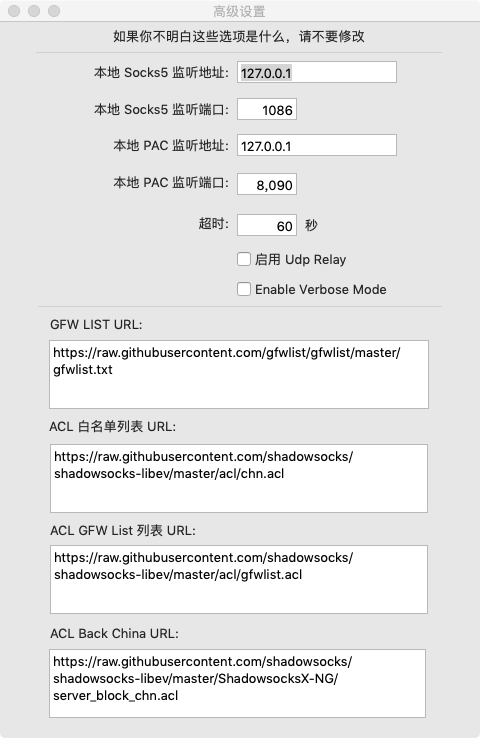 高级设置
如果你不明白这些选项是什么，请不要修改
本地 Socks5 监听地址: 127.0.0.1
本地 Socks5 监听端口: 1086
本地 PAC 监听地址: 127.0.0.1
本地 PAC 监听端口: 8,090
超时: 60 秒
启用 Udp Relay
Enable Verbose Mode
GFW LIST URL:
https://raw.githubusercontent.com/gfwlist/gfwlist/master/
gfwlist.txt
ACL 白名单列表 URL:
https://raw.githubusercontent.com/shadowsocks/
shadowsocks-libev/master/acl/chn.acl
ACL GFW List 列表 URL:
https://raw.githubusercontent.com/shadowsocks/
shadowsocks-libev/master/acl/gfwlist.acl
ACL Back China URL:
https://raw.githubusercontent.com/shadowsocks/
shadowsocks-libev/master/ShadowsocksX-NG/
server_block_chn.acl